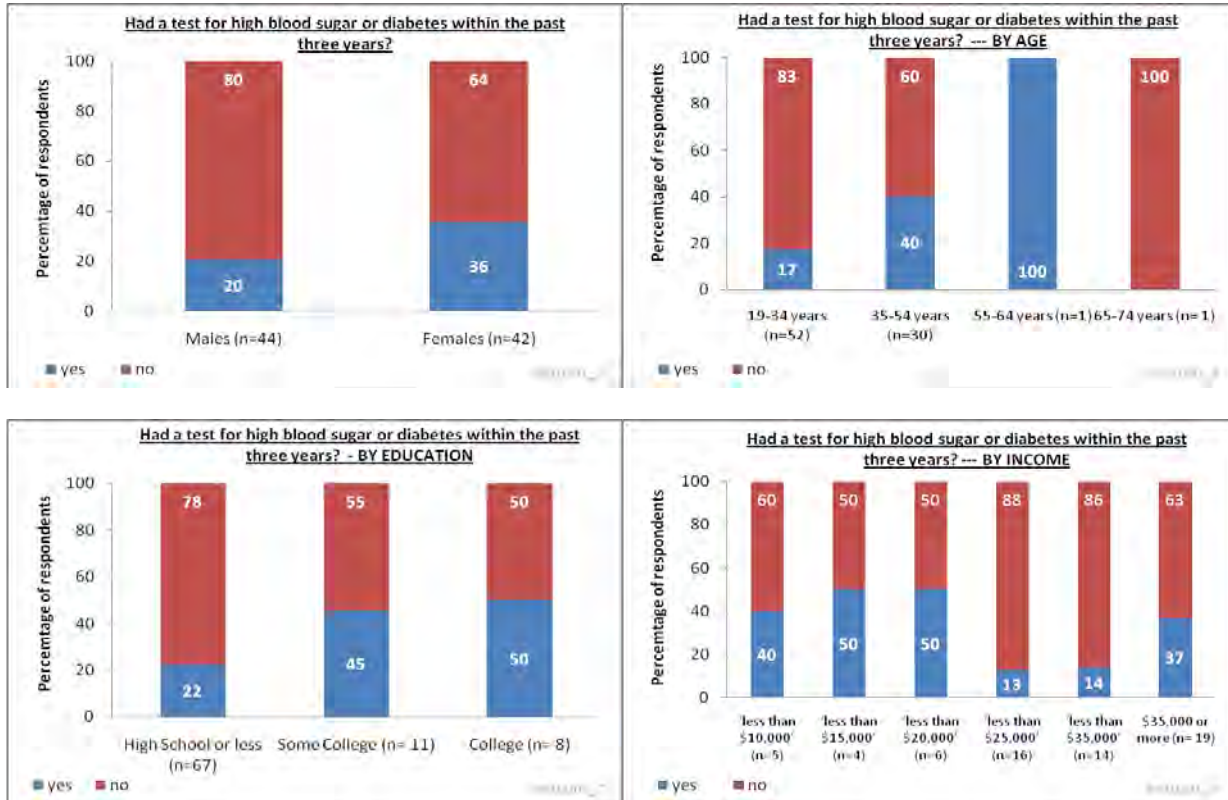 Had a test for high blood sugar or diabetes within the past
three years?
Percemtage of respondents
100
80
60
40
20
0
80
20
64
36
Males (n=44)
Females (n=42)
yes
no
Had a test for high blood sugar or diabetes within the past
three years? --- BY AGE
Percemtage of respondents
100
80
60
40
20
0
83
17
60
40
100
100
19-34 years
(n=52)
35-54 years
(n=30)
55-64 years (n=1)
65-74 years (n= 1)
yes
no
Had a test for high blood sugar or diabetes within the past
three years? - BY EDUCATION
Percemtage of respondents
100
80
60
40
20
0
78
22
55
45
50
50
High School or less
(n=67)
Some College (n= 11)
College (n= 8)
yes
no
Had a test for high blood sugar or diabetes within the past
three years? --- BY INCOME
Percemtage of respondents
100
80
60
40
20
0
60
40
50
50
50
50
88
13
86
14
63
37
'less than
$10,000'
(n=5)
'less than
$15,000'
(n=4)
'less than
$20,000'
(n=6)
'less than
$25,000'
(n=16)
'less than
$35,000'
(n=14)
$35,000 or
more (n= 19)
yes
no